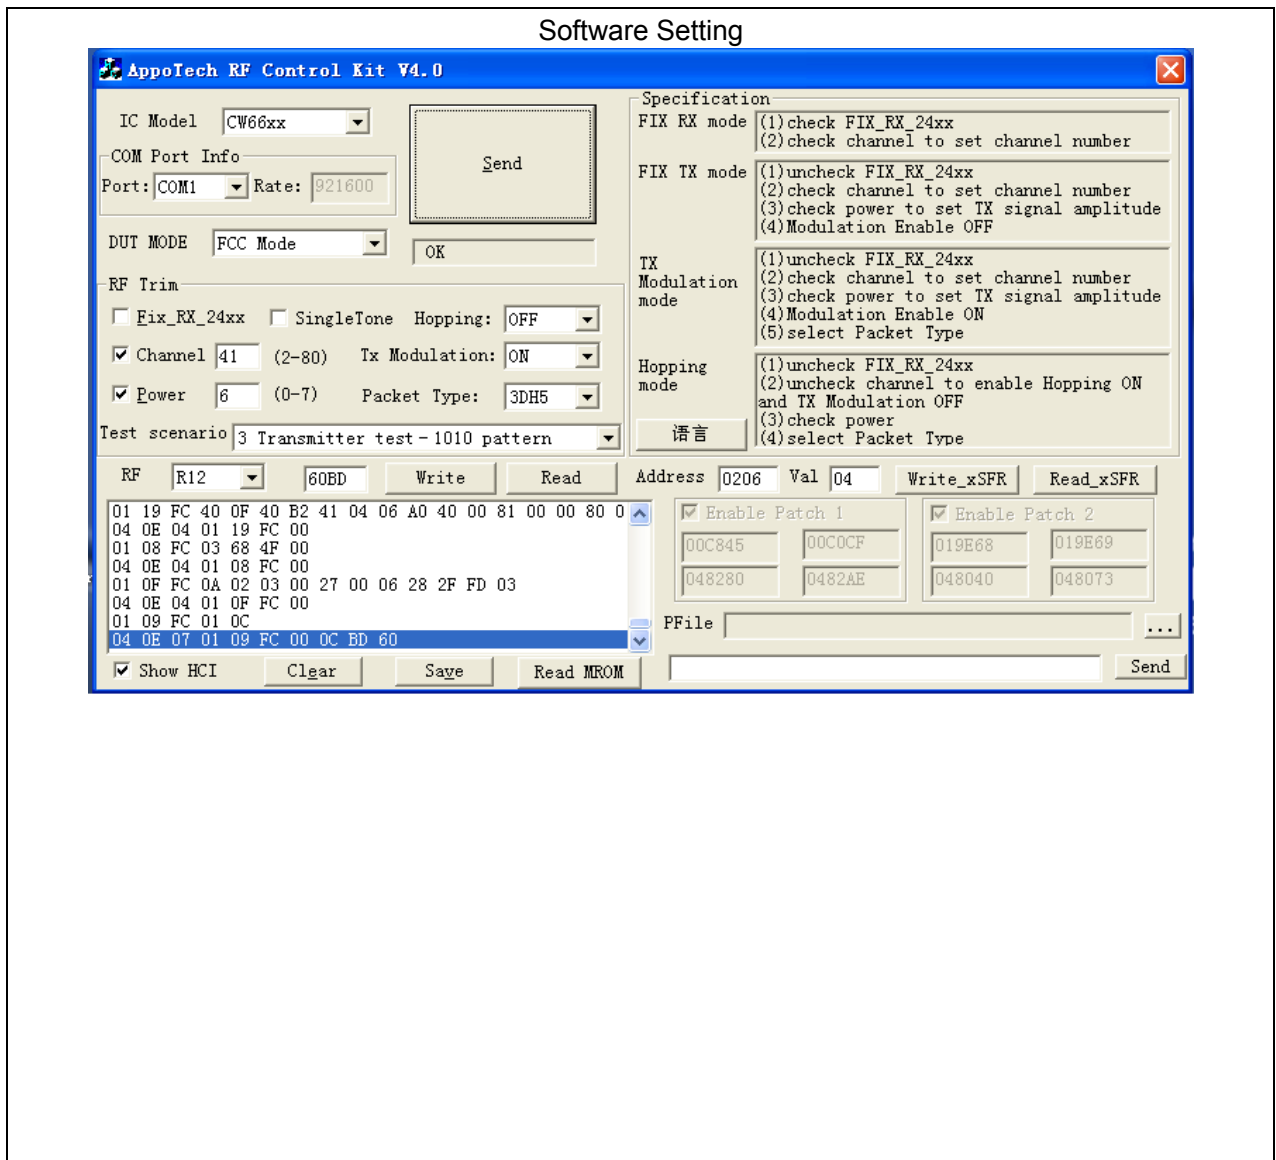 Software Setting
AppoTech RF Control Kit V4.0
IC Model CW66xx
COM Port Info
Port: COM1 Rate: 921600
Send
DUT MODE FCC Mode
OK
RF Trim
Fix_RX_24xx SingleTone Hopping: OFF
Channel 41 (2-80) Tx Modulation: ON
Power 6 (0-7) Packet Type: 3DH5
Test scenario 3 Transmitter test-1010 pattern
Specification
FIX RX mode (1)check FIX_RX_24xx
(2)check channel to set channel number
FIX TX mode (1)uncheck FIX_RX_24xx
(2)check channel to set channel number
(3)check power to set TX signal amplitude
(4)Modulation Enable OFF
TX Modulation mode (1)uncheck FIX_RX_24xx
(2)check channel to set channel number
(3)check power to set TX signal amplitude
(4)Modulation Enable ON
(5)select Packet Type
Hopping mode (1)uncheck FIX_RX_24xx
(2)uncheck channel to enable Hopping ON
and TX Modulation OFF
(3)check power
(4)select Packet Type
语言
RF R12 60BD Write Read
Address 0206 Val 04 Write_xSFR Read_xSFR
01 19 FC 40 0F 40 B2 41 04 06 A0 40 00 81 00 00 80 0
04 0E 04 01 19 FC 00
01 08 FC 03 68 4F 00
04 0E 04 01 08 FC 00
01 0F FC 0A 02 03 00 27 00 06 28 2F FD 03
04 0E 04 01 0F FC 00
01 09 FC 01 0C
04 0E 07 01 09 FC 00 0C BD 60
Enable Patch 1
00C845 00C0CF
048280 0482AE
Enable Patch 2
019E68 019E69
048040 048073
PFile ...
Show HCI Clear Save Read MROM
Send